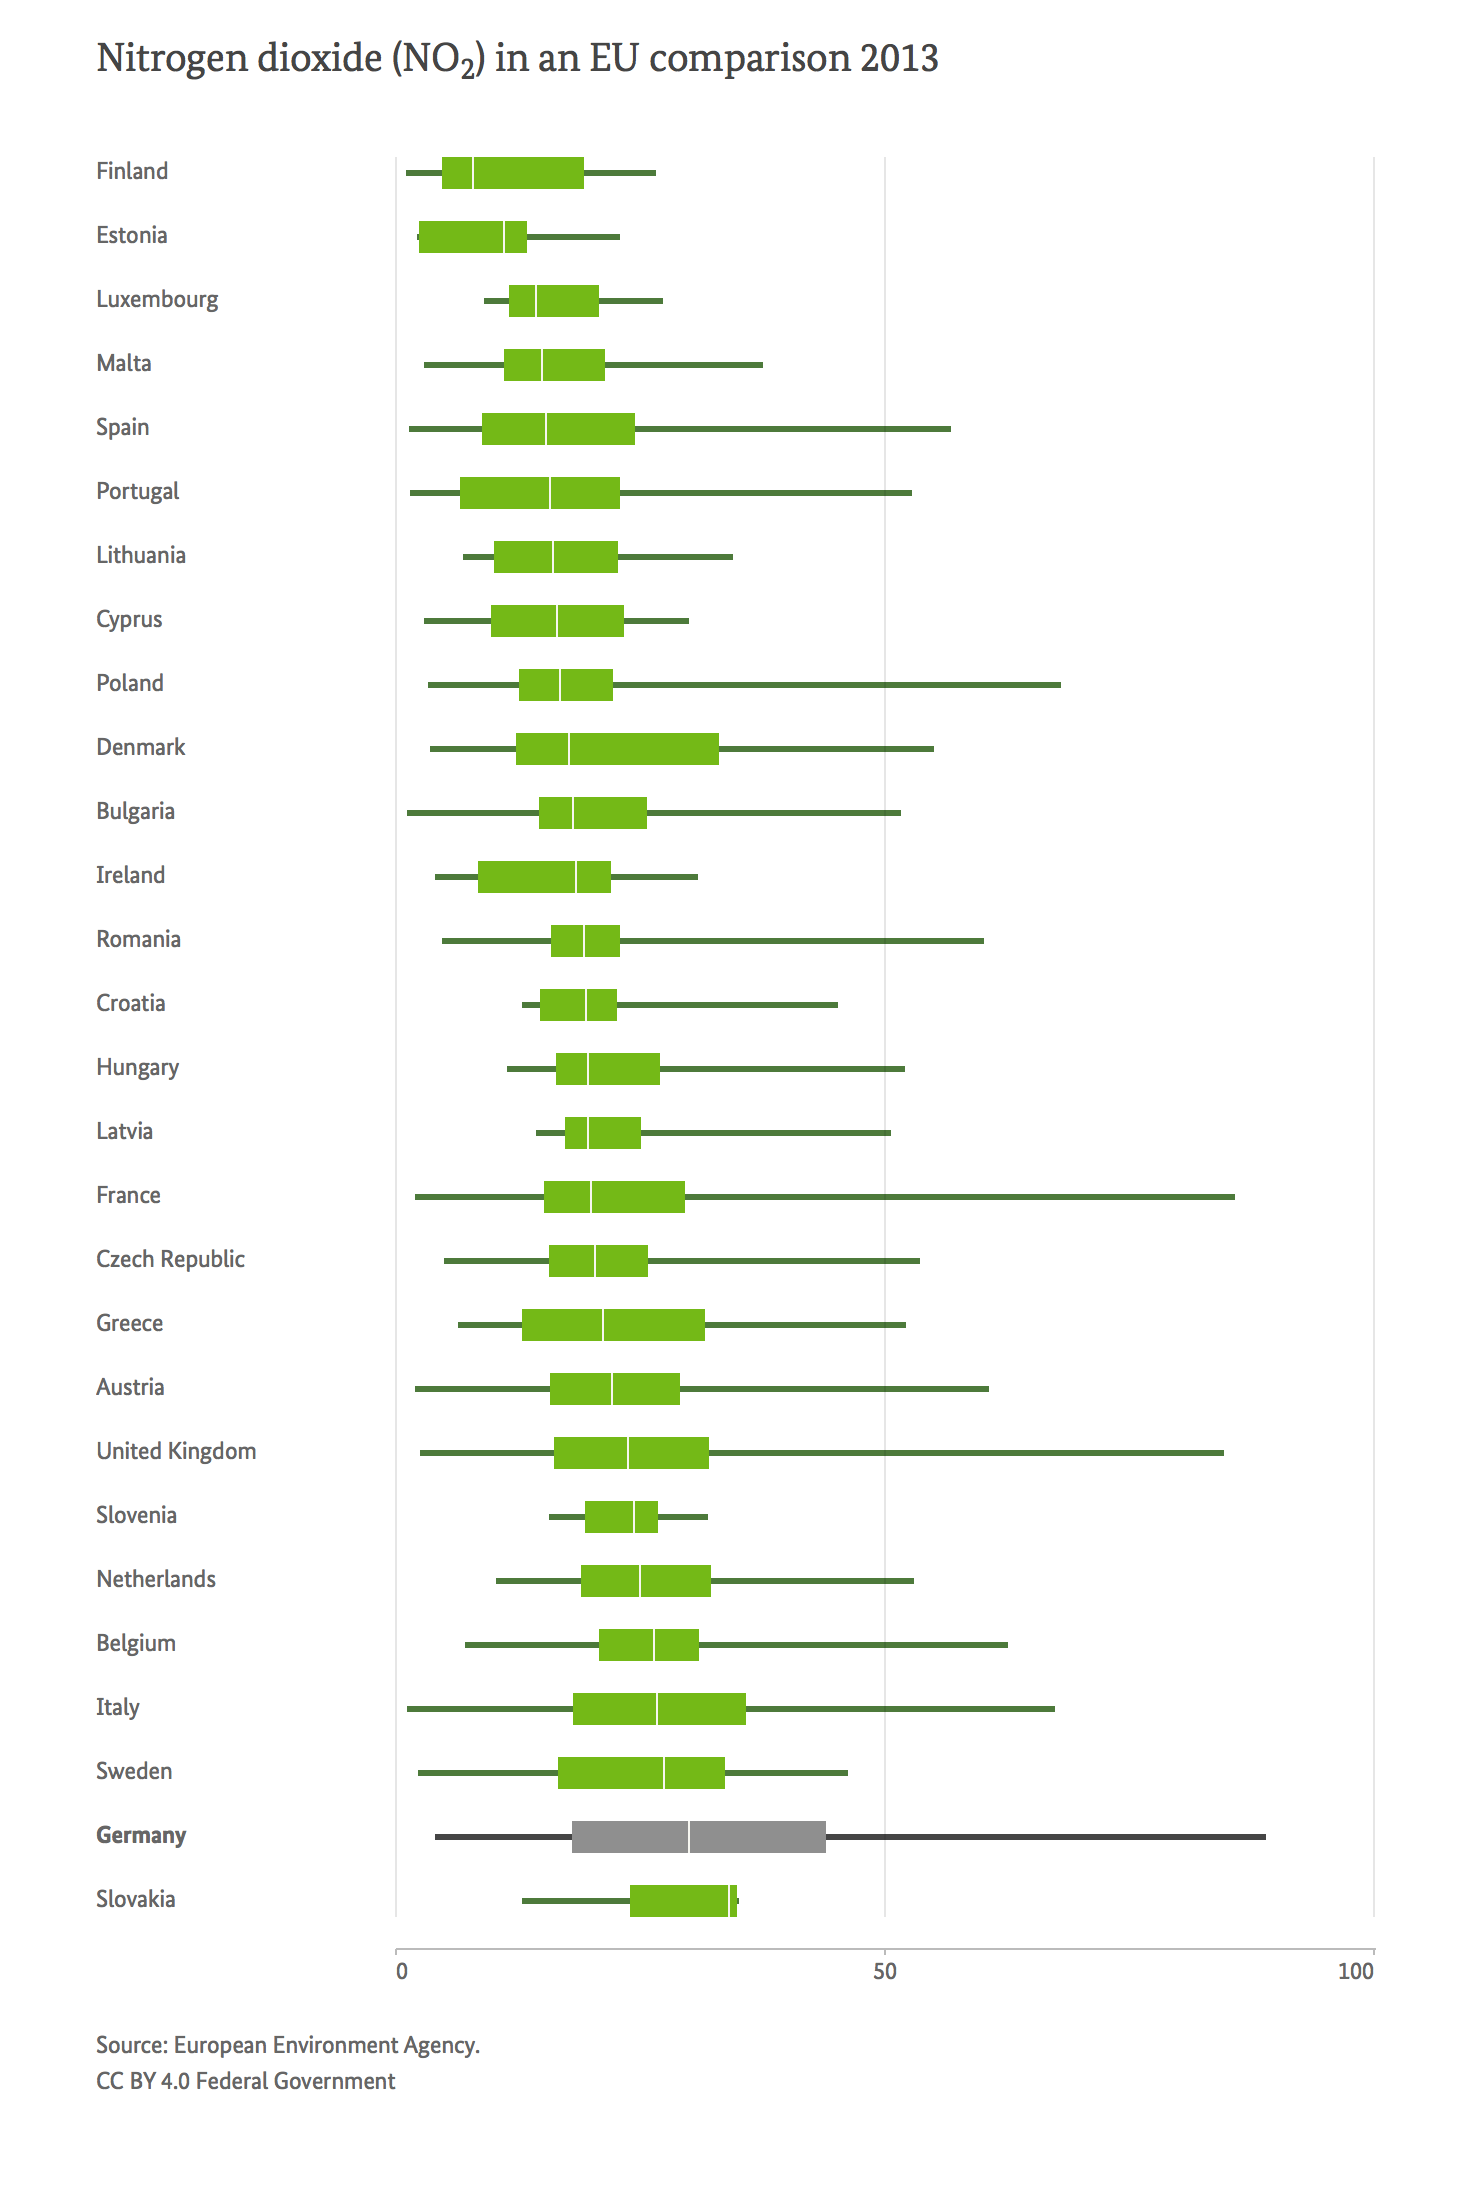 Nitrogen dioxide (NO₂) in an EU comparison 2013
Finland
Estonia
Luxembourg
Malta
Spain
Portugal
Lithuania
Cyprus
Poland
Denmark
Bulgaria
Ireland
Romania
Croatia
Hungary
Latvia
France
Czech Republic
Greece
Austria
United Kingdom
Slovenia
Netherlands
Belgium
Italy
Sweden
Germany
Slovakia
0 50 100
Source: European Environment Agency.
CC BY 4.0 Federal Government